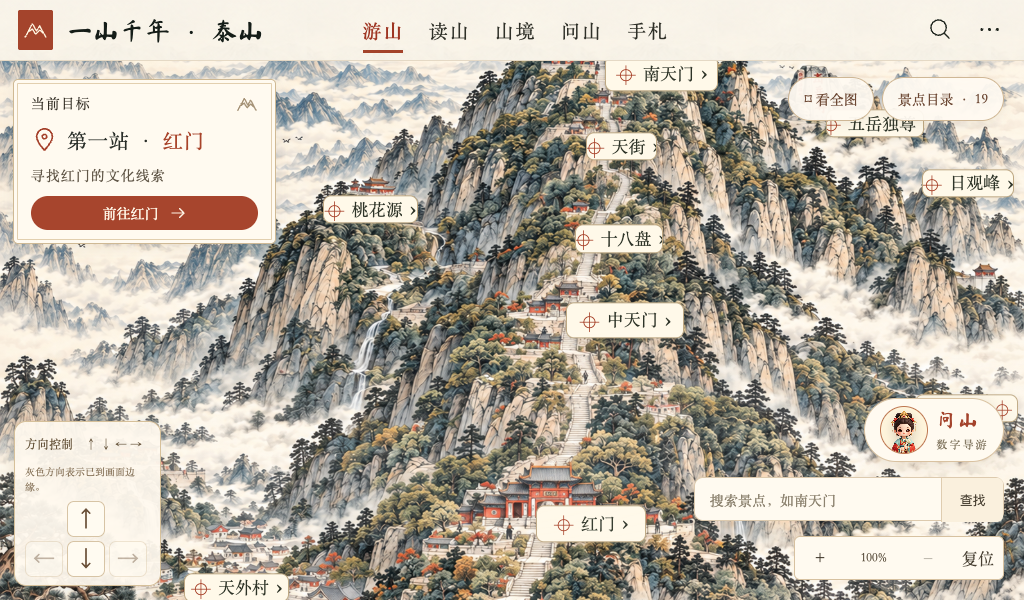 一山千年 · 泰山
游山 读山 山境 问山 手札
当前目标
第一站 · 红门
寻找红门的文化线索
前往红门 →
南天门 ›
看全图
景点目录 · 19
五岳独尊
天街 ›
日观峰 ›
桃花源 ›
十八盘 ›
中天门 ›
问山
数字导游
方向控制 ↑ ↓ ← →
灰色方向表示已到画面边缘。
↑
← ↓ →
搜索景点，如南天门 查找
红门 ›
+ 100% − 复位
天外村 ›